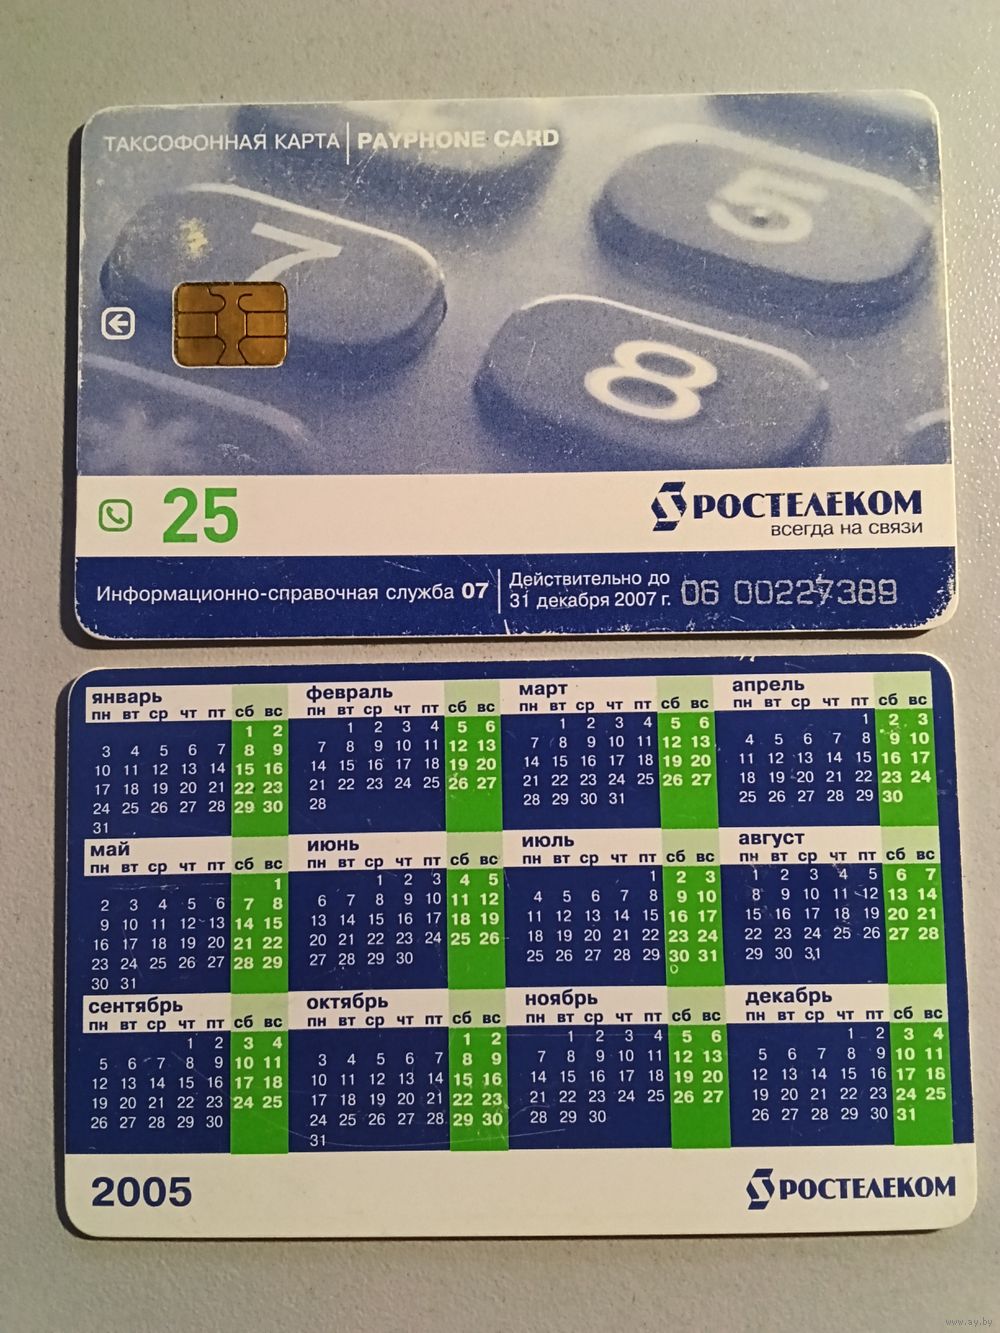 ТАКСОФОННАЯ КАРТА PAYPHONE CARD
5
7
8
25
РОСТЕЛЕКОМ
всегда на связи
Информационно-справочная служба 07
Действительно до
31 декабря 2007 г.
06 00227389
январь
пн вт ср чт пт сб вс
1 2
3 4 5 6 7 8 9
10 11 12 13 14 15 16
17 18 19 20 21 22 23
24 25 26 27 28 29 30
31
февраль
пн вт ср чт пт сб вс
1 2 3 4 5 6
7 8 9 10 11 12 13
14 15 16 17 18 19 20
21 22 23 24 25 26 27
28
март
пн вт ср чт пт сб вс
1 2 3 4 5 6
7 8 9 10 11 12 13
14 15 16 17 18 19 20
21 22 23 24 25 26 27
28 29 30 31
апрель
пн вт ср чт пт сб вс
1 2 3
4 5 6 7 8 9 10
11 12 13 14 15 16 17
18 19 20 21 22 23 24
25 26 27 28 29 30
май
пн вт ср чт пт сб вс
1
2 3 4 5 6 7 8
9 10 11 12 13 14 15
16 17 18 19 20 21 22
23 24 25 26 27 28 29
30 31
июнь
пн вт ср чт пт сб вс
1 2 3 4 5
6 7 8 9 10 11 12
13 14 15 16 17 18 19
20 21 22 23 24 25 26
27 28 29 30
июль
пн вт ср чт пт сб вс
1 2 3
4 5 6 7 8 9 10
11 12 13 14 15 16 17
18 19 20 21 22 23 24
25 26 27 28 29 30 31
август
пн вт ср чт пт сб вс
1 2 3 4 5 6 7
8 9 10 11 12 13 14
15 16 17 18 19 20 21
22 23 24 25 26 27 28
29 30 31
сентябрь
пн вт ср чт пт сб вс
1 2 3 4
5 6 7 8 9 10 11
12 13 14 15 16 17 18
19 20 21 22 23 24 25
26 27 28 29 30
октябрь
пн вт ср чт пт сб вс
1 2
3 4 5 6 7 8 9
10 11 12 13 14 15 16
17 18 19 20 21 22 23
24 25 26 27 28 29 30
31
ноябрь
пн вт ср чт пт сб вс
1 2 3 4 5 6
7 8 9 10 11 12 13
14 15 16 17 18 19 20
21 22 23 24 25 26 27
28 29 30
декабрь
пн вт ср чт пт сб вс
1 2 3 4
5 6 7 8 9 10 11
12 13 14 15 16 17 18
19 20 21 22 23 24 25
26 27 28 29 30 31
2005
РОСТЕЛЕКОМ
www.ay.by